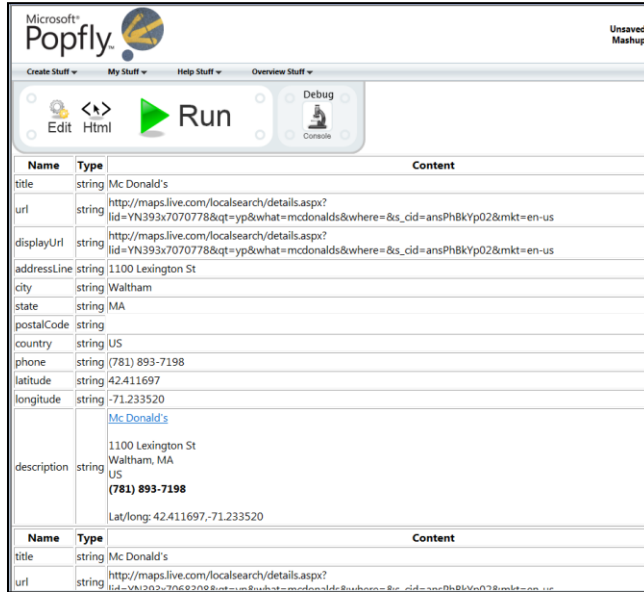 Microsoft®
Popfly™
Unsaved
Mashup
Create Stuff My Stuff Help Stuff Overview Stuff
Edit Html Run Debug Console
Name Type Content
title string Mc Donald's
url string http://maps.live.com/localsearch/details.aspx?
lid=YN393x7070778&qt=yp&what=mcdonalds&where=&s_cid=ansPhBkYp02&mkt=en-us
displayUrl string http://maps.live.com/localsearch/details.aspx?
lid=YN393x7070778&qt=yp&what=mcdonalds&where=&s_cid=ansPhBkYp02&mkt=en-us
addressLine string 1100 Lexington St
city string Waltham
state string MA
postalCode string
country string US
phone string (781) 893-7198
latitude string 42.411697
longitude string -71.233520
description string Mc Donald's
1100 Lexington St
Waltham, MA
US
(781) 893-7198
Lat/long: 42.411697,-71.233520
Name Type Content
title string Mc Donald's
url string http://maps.live.com/localsearch/details.aspx?